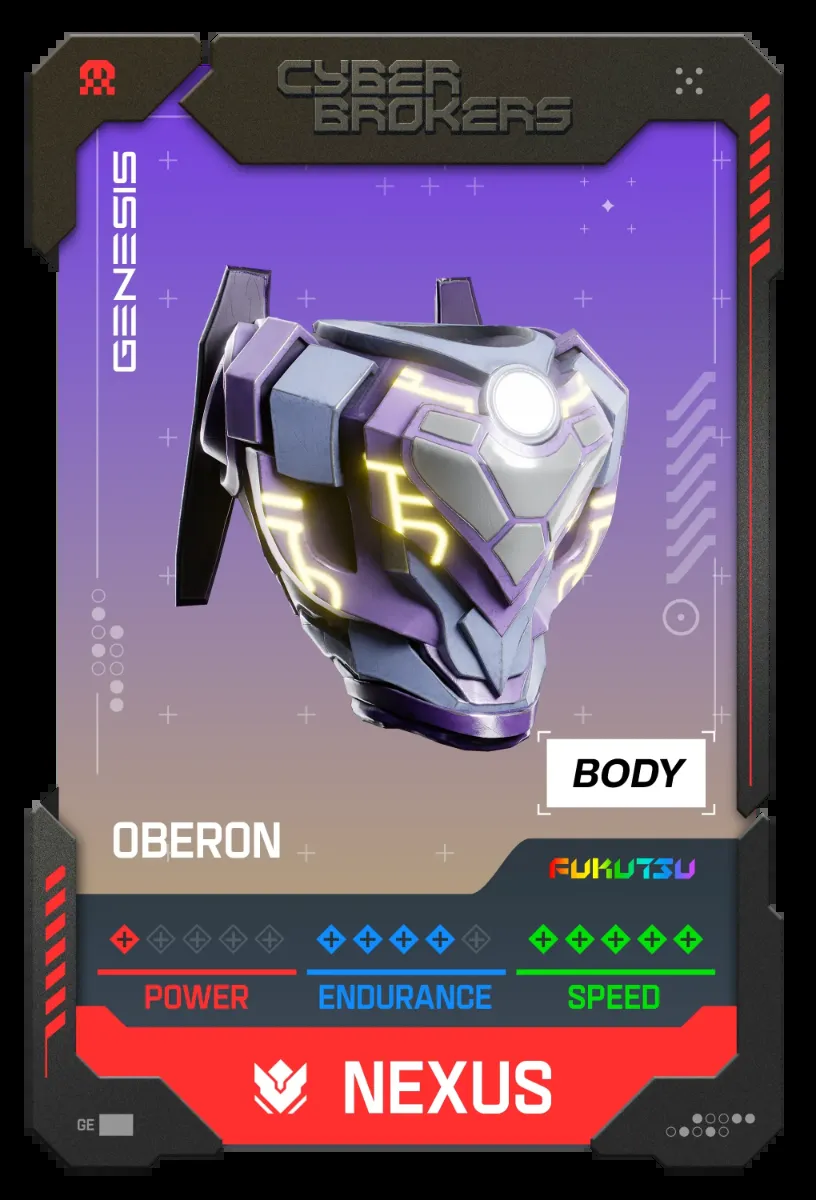 CYBER
BROKERS
GENESIS
BODY
OBERON
FUKUTSU
POWER
ENDURANCE
SPEED
NEXUS
GE